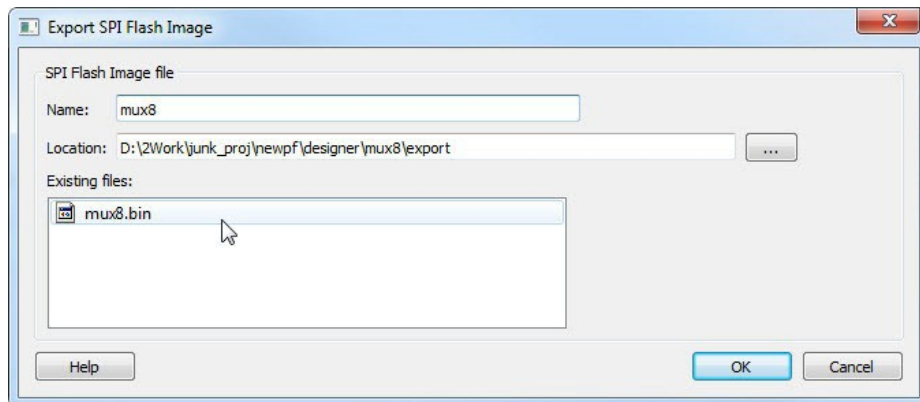 Export SPI Flash Image
SPI Flash Image file
Name: mux8
Location: D:\2Work\junk_proj\newpf\designer\mux8\export ...
Existing files:
mux8.bin
Help OK Cancel